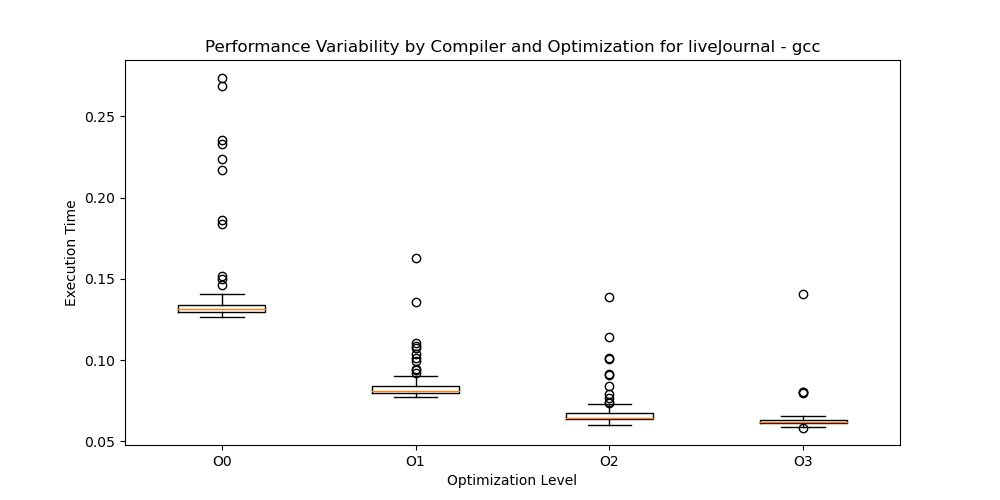 Performance Variability by Compiler and Optimization for liveJournal - gcc
0.25
0.20
0.15
0.10
0.05
Execution Time
O0 O1 O2 O3
Optimization Level